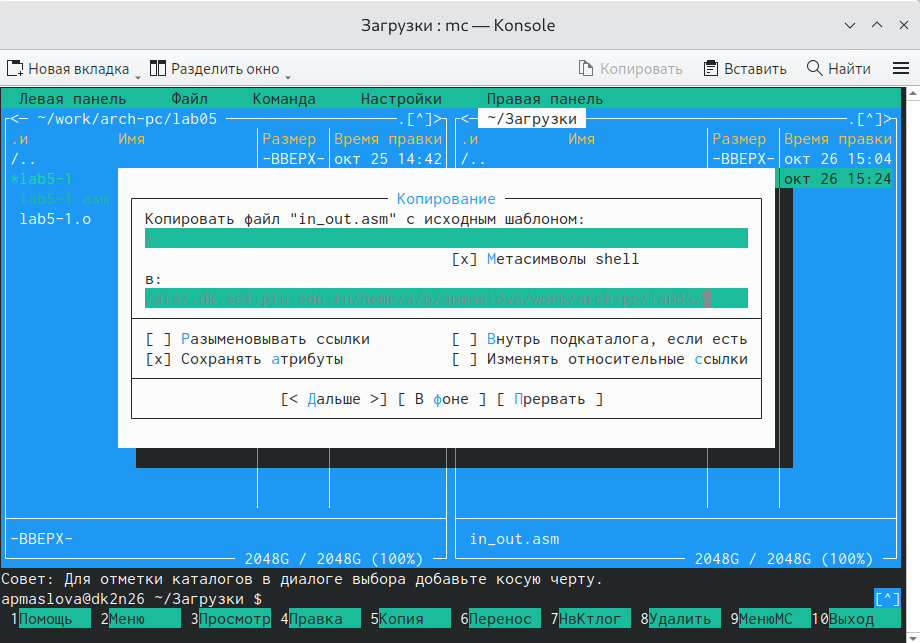 Загрузки : mc — Konsole
Новая вкладка Разделить окно Копировать Вставить Найти
Левая панель Файл Команда Настройки Правая панель
<— ~/work/arch-pc/lab05 .[^]> <— ~/Загрузки .[^]>
.и Имя Размер Время правки .и Имя Размер Время правки
/.. -ВВЕРХ- окт 25 14:42 /.. -ВВЕРХ- окт 26 15:04
*lab5-1 окт 26 15:24
lab5-1.asm
lab5-1.o
Копирование
Копировать файл "in_out.asm" с исходным шаблоном:
*
[x] Метасимволы shell
в:
/afs/.dk.sci.pfu.edu.ru/home/a/p/apmaslova/work/arch-pc/lab05/
[ ] Разыменовывать ссылки [ ] Внутрь подкаталога, если есть
[x] Сохранять атрибуты [ ] Изменять относительные ссылки
[< Дальше >] [ В фоне ] [ Прервать ]
-ВВЕРХ- in_out.asm
2048G / 2048G (100%) 2048G / 2048G (100%)
Совет: Для отметки каталогов в диалоге выбора добавьте косую черту.
apmaslova@dk2n26 ~/Загрузки $ [^]
1Помощь 2Меню 3Просмотр 4Правка 5Копия 6Перенос 7НвКтлог 8Удалить 9МенюМС 10Выход